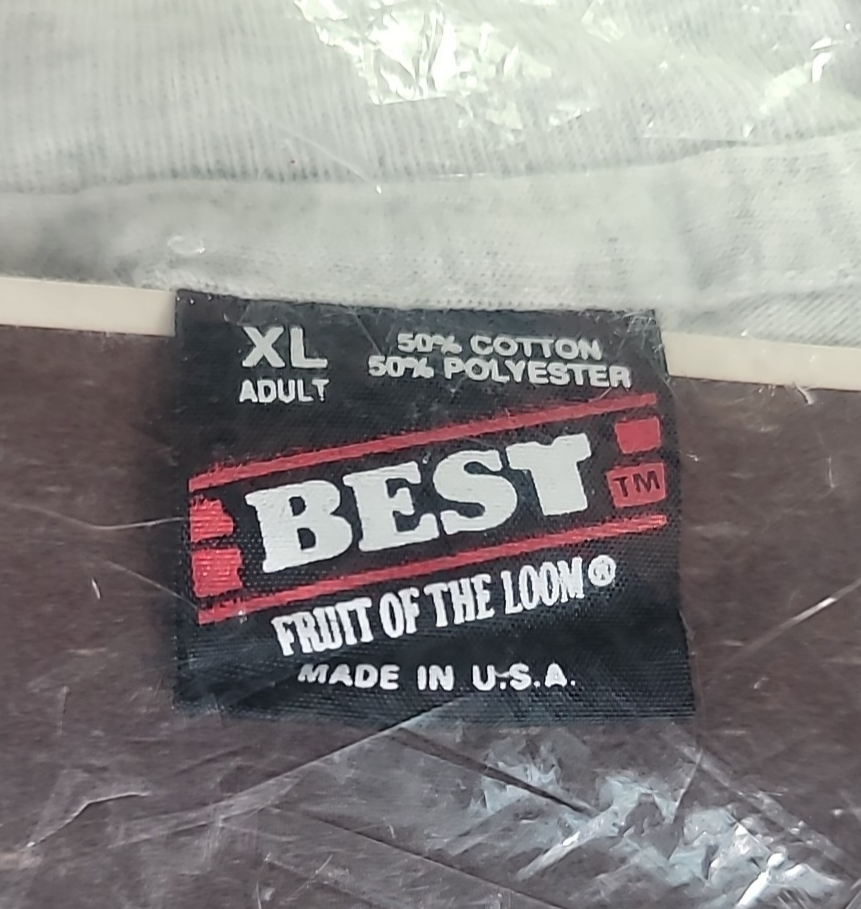 XL
ADULT
50% COTTON
50% POLYESTER
BEST
TM
FRUIT OF THE LOOM®
MADE IN U.S.A.